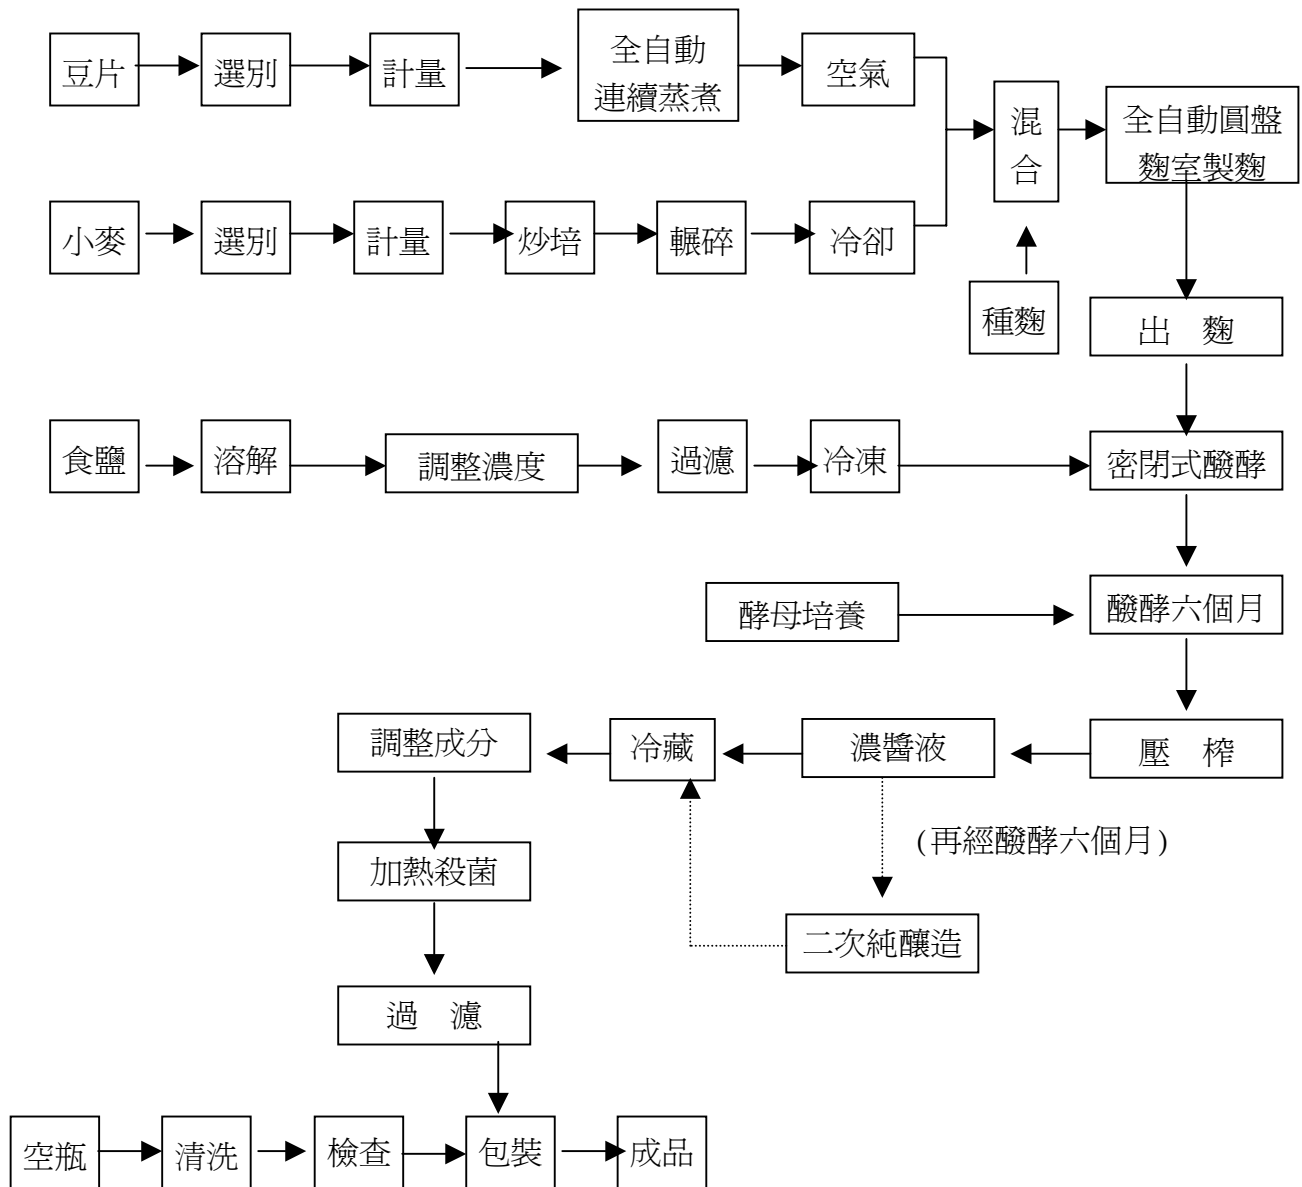 豆片
選別
計量
全自動
連續蒸煮
空氣
混
合
全自動圓盤
麴室製麴
小麥
選別
計量
炒培
輾碎
冷卻
種麴
出 麴
食鹽
溶解
調整濃度
過濾
冷凍
密閉式醱酵
酵母培養
醱酵六個月
調整成分
冷藏
濃醬液
壓 榨
(再經醱酵六個月)
加熱殺菌
二次純釀造
過 濾
空瓶
清洗
檢查
包裝
成品